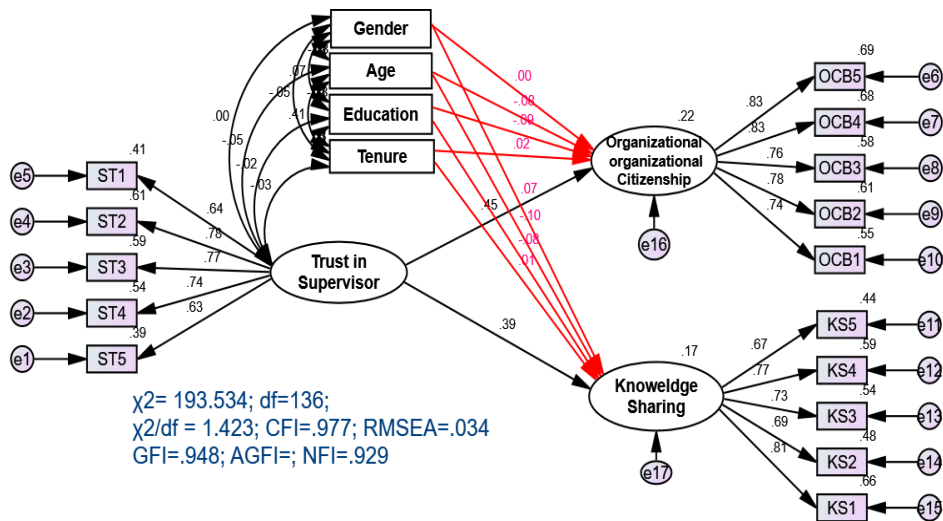 Gender
Age
Education
Tenure
.00
-.05
-.02
-.03
.07
-.05
.41
.00
-.08
-.09
.02
.07
-.10
-.08
.01
.45
.39
Trust in
Supervisor
.22
Organizational
organizational
Citizenship
e16
.17
Knoweldge
Sharing
e17
e5
.41
ST1
.64
e4
.61
ST2
.78
e3
.59
ST3
.77
e2
.54
ST4
.74
e1
.39
ST5
.63
.83
OCB5
.69
e6
.83
OCB4
.68
e7
.76
OCB3
.58
e8
.78
OCB2
.61
e9
.74
OCB1
.55
e10
.67
KS5
.44
e11
.77
KS4
.59
e12
.73
KS3
.54
e13
.69
KS2
.48
e14
.81
KS1
.66
e15
χ2= 193.534; df=136;
χ2/df = 1.423; CFI=.977; RMSEA=.034
GFI=.948; AGFI=; NFI=.929